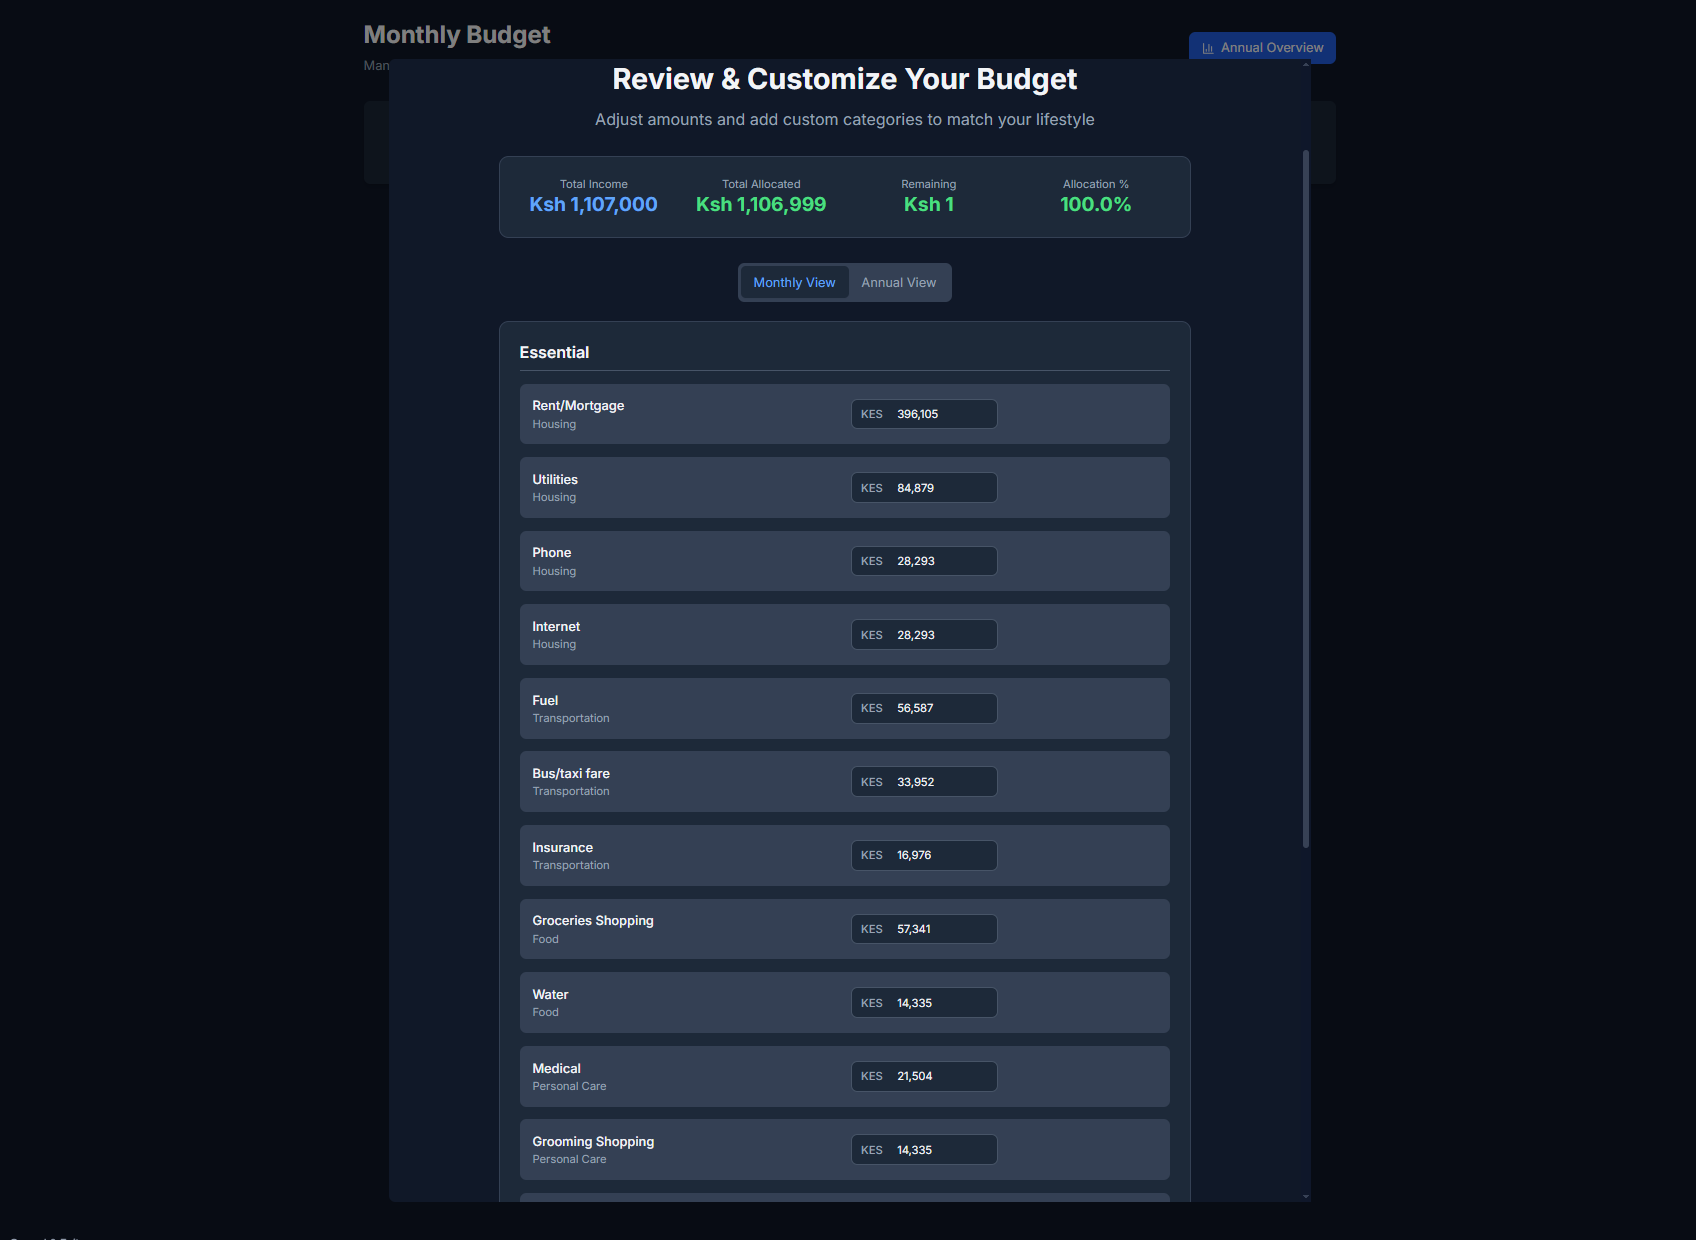 Monthly Budget
Annual Overview
Man
Review & Customize Your Budget
Adjust amounts and add custom categories to match your lifestyle
Total Income
Total Allocated
Remaining
Allocation %
Ksh 1,107,000
Ksh 1,106,999
Ksh 1
100.0%
Monthly View
Annual View
Essential
Rent/Mortgage
Housing
KES 396,105
Utilities
Housing
KES 84,879
Phone
Housing
KES 28,293
Internet
Housing
KES 28,293
Fuel
Transportation
KES 56,587
Bus/taxi fare
Transportation
KES 33,952
Insurance
Transportation
KES 16,976
Groceries Shopping
Food
KES 57,341
Water
Food
KES 14,335
Medical
Personal Care
KES 21,504
Grooming Shopping
Personal Care
KES 14,335